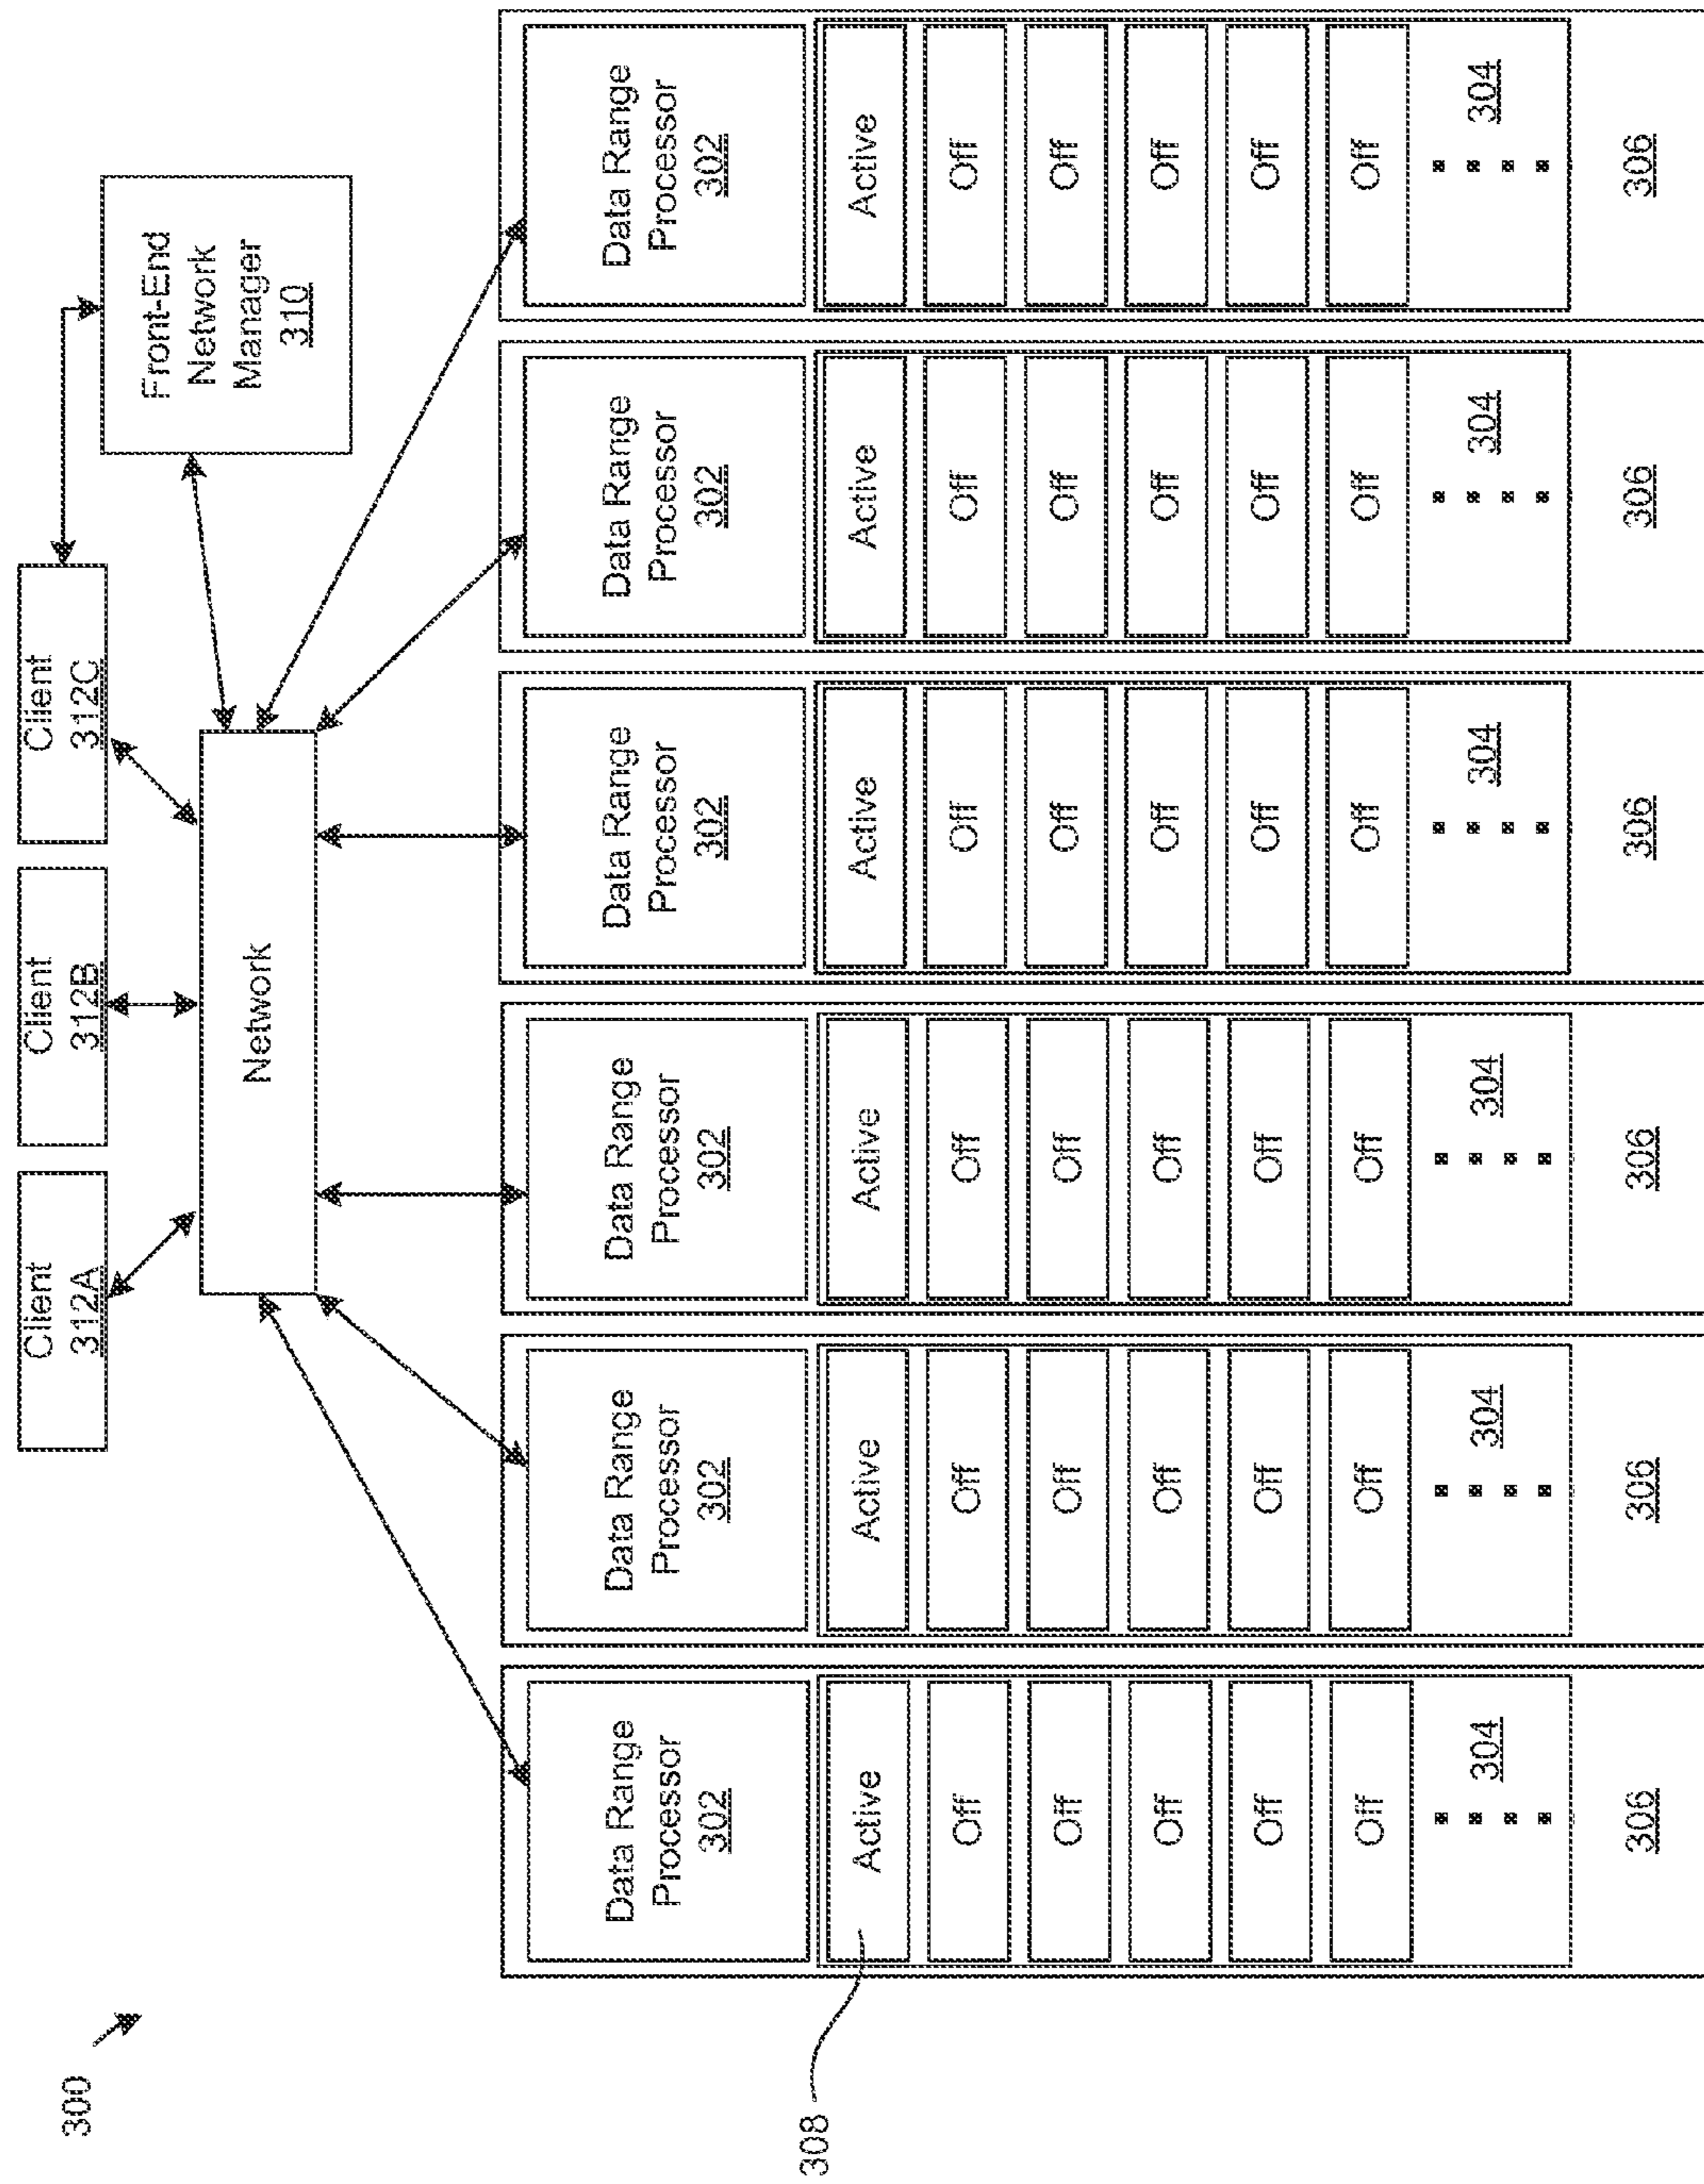 300
Client
312A
Client
312B
Client
312C
Front-End
Network
Manager
310
Network
Data Range
Processor
302
Active
Off
Off
Off
Off
Off
304
306
308
Data Range
Processor
302
Active
Off
Off
Off
Off
Off
304
306
Data Range
Processor
302
Active
Off
Off
Off
Off
Off
304
306
Data Range
Processor
302
Active
Off
Off
Off
Off
Off
304
306
Data Range
Processor
302
Active
Off
Off
Off
Off
Off
304
306
Data Range
Processor
302
Active
Off
Off
Off
Off
Off
304
306